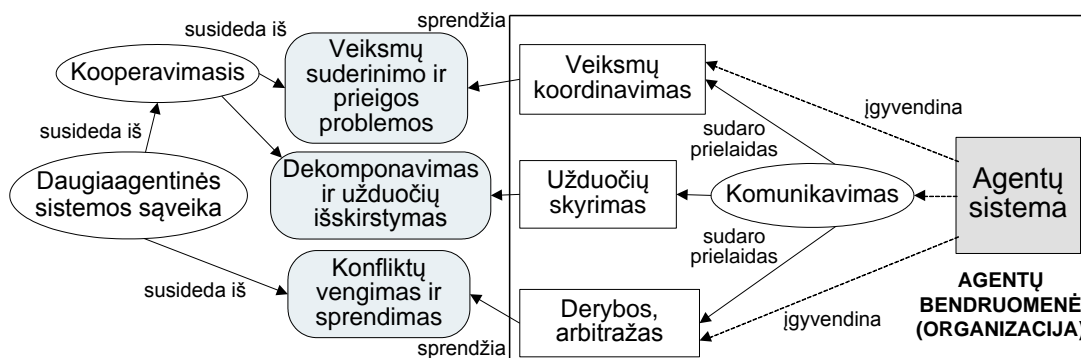 susideda iš
sprendžia
Kooperavimasis
Veiksmų
suderinimo ir
prieigos
problemos
Veiksmų
koordinavimas
įgyvendina
susideda iš
sudaro
prielaidas
Daugiaagentinės
sistemos sąveika
Dekomponavimas
ir užduočių
išskirstymas
Užduočių
skyrimas
Komunikavimas
Agentų
sistema
sudaro
prielaidas
susideda iš
Konfliktų
vengimas ir
sprendimas
Derybos,
arbitražas
įgyvendina
AGENTŲ
BENDRUOMENĖ
(ORGANIZACIJA)
sprendžia